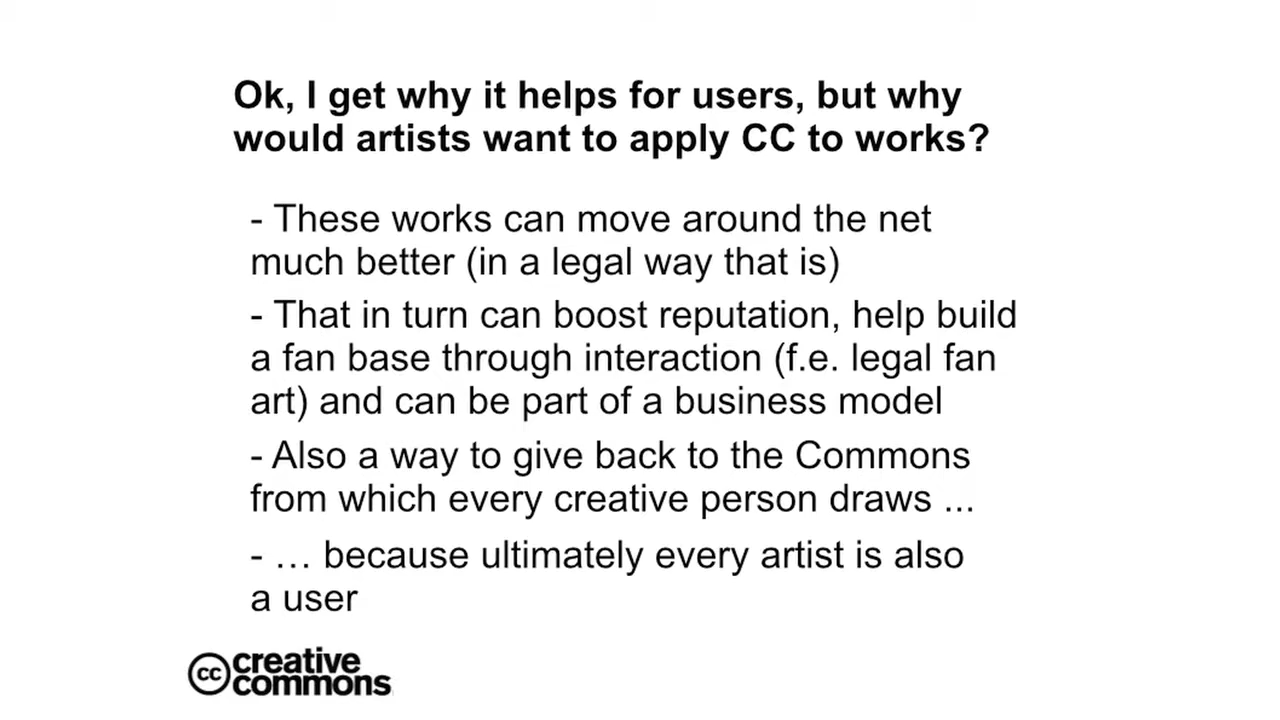 Ok, I get why it helps for users, but why
would artists want to apply CC to works?
- These works can move around the net
much better (in a legal way that is)
- That in turn can boost reputation, help build
a fan base through interaction (f.e. legal fan
art) and can be part of a business model
- Also a way to give back to the Commons
from which every creative person draws ...
- … because ultimately every artist is also
a user
cc creative
commons